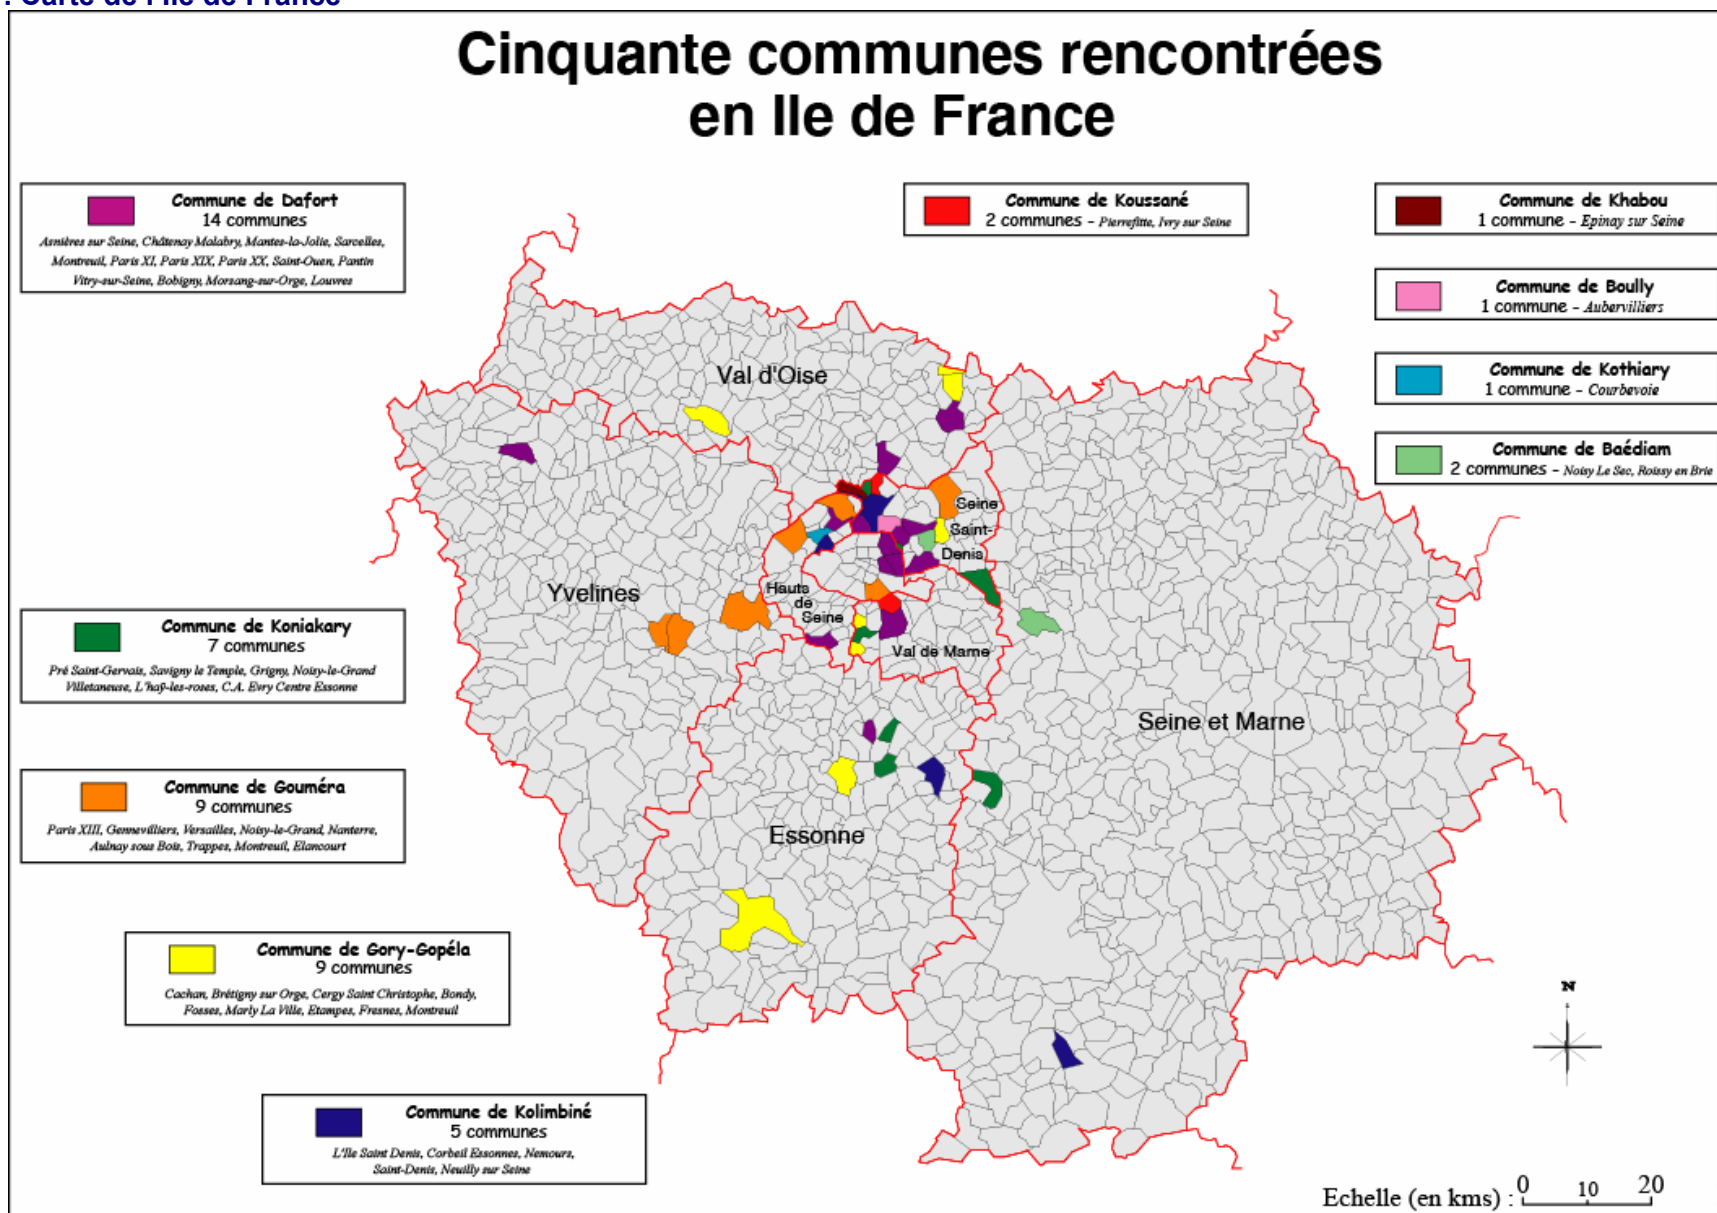 : Carte de l'Ile de France
Cinquante communes rencontrées
en Ile de France
Commune de Dafort
14 communes
Asnières sur Seine, Châtenay Malabry, Mantes-la-Jolie, Sarcelles,
Montreuil, Paris XI, Paris XIX, Paris XX, Saint-Ouen, Pantin
Vitry-sur-Seine, Bobigny, Morsang-sur-Orge, Louvres
Commune de Koussané
2 communes - Pierrefitte, Ivry sur Seine
Commune de Khabou
1 commune - Epinay sur Seine
Commune de Boully
1 commune - Aubervilliers
Commune de Kothiary
1 commune - Courbevoie
Commune de Baédiam
2 communes - Noisy Le Sec, Roissy en Brie
Val d'Oise
Seine
Saint-
Denis
Yvelines
Hauts
de
Seine
Val de Marne
Seine et Marne
Essonne
Commune de Koniakary
7 communes
Pré Saint-Gervais, Savigny le Temple, Grigny, Noisy-le-Grand
Villetaneuse, L'haÿ-les-roses, C.A. Evry Centre Essonne
Commune de Gouméra
9 communes
Paris XIII, Gennevilliers, Versailles, Noisy-le-Grand, Nanterre,
Aulnay sous Bois, Trappes, Montreuil, Elancourt
Commune de Gory-Gopéla
9 communes
Cachan, Brétigny sur Orge, Cergy Saint Christophe, Bondy,
Fosses, Marly La Ville, Etampes, Fresnes, Montreuil
Commune de Kolimbiné
5 communes
L'Ile Saint Denis, Corbeil Essonnes, Nemours,
Saint-Denis, Neuilly sur Seine
N
Echelle (en kms) : 0 10 20